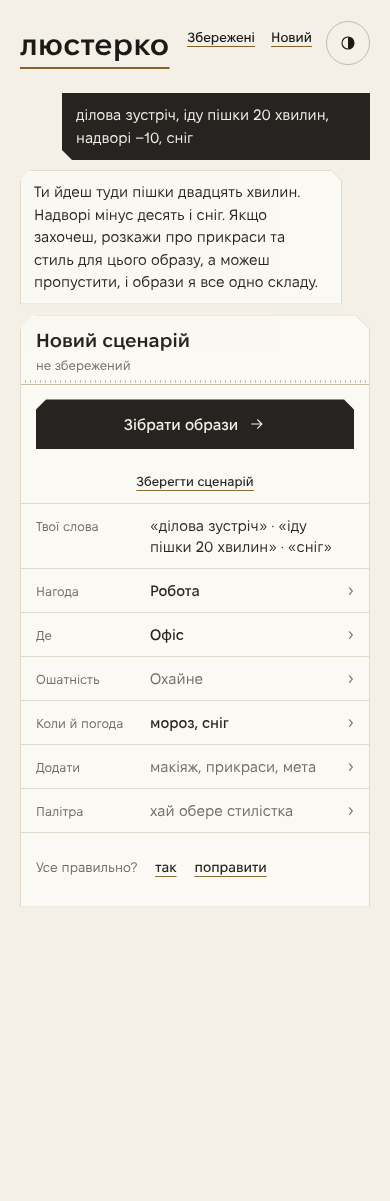 люстерко
Збережені
Новий
ділова зустріч, іду пішки 20 хвилин,
надворі −10, сніг
Ти йдеш туди пішки двадцять хвилин.
Надворі мінус десять і сніг. Якщо
захочеш, розкажи про прикраси та
стиль для цього образу, а можеш
пропустити, і образи я все одно складу.
Новий сценарій
не збережений
Зібрати образи →
Зберегти сценарій
Твої слова «ділова зустріч» · «іду
пішки 20 хвилин» · «сніг»
Нагода Робота ›
Де Офіс ›
Ошатність Охайне ›
Коли й погода мороз, сніг ›
Додати макіяж, прикраси, мета ›
Палітра хай обере стилістка ›
Усе правильно? так поправити